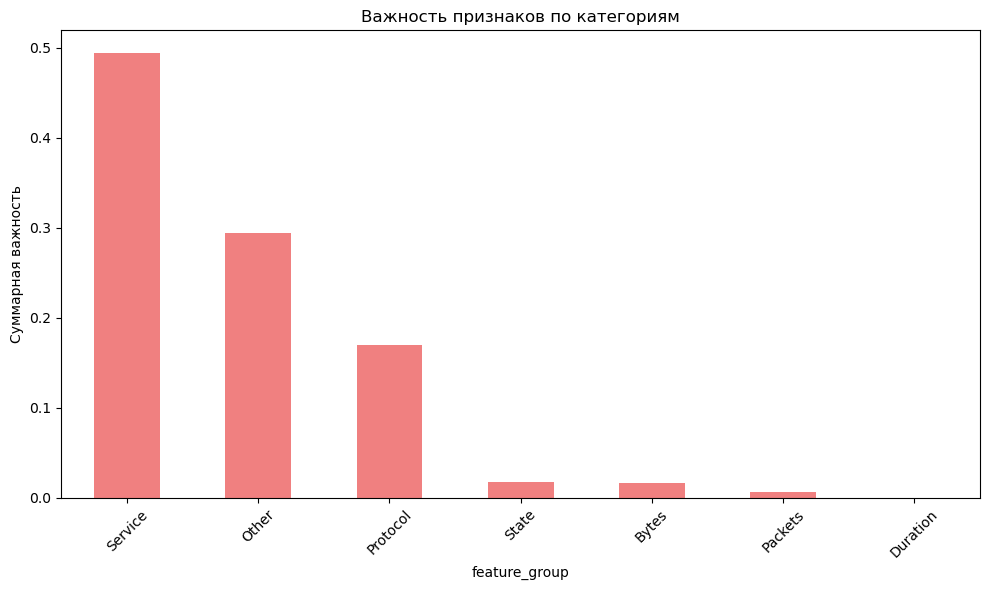 Важность признаков по категориям
Суммарная важность
0.5
0.4
0.3
0.2
0.1
0.0
Service
Other
Protocol
State
Bytes
Packets
Duration
feature_group